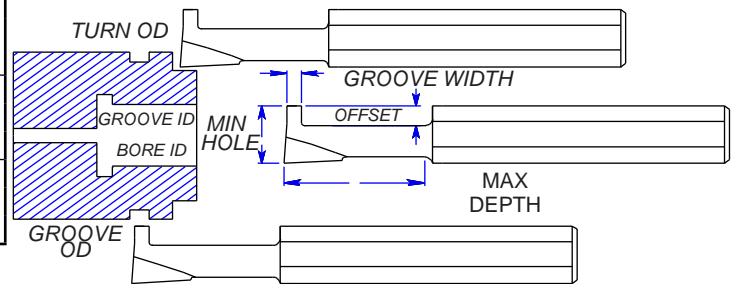 TURN OD
GROOVE WIDTH
GROOVE ID
MIN
HOLE
OFFSET
BORE ID
MAX
DEPTH
GROOVE
OD